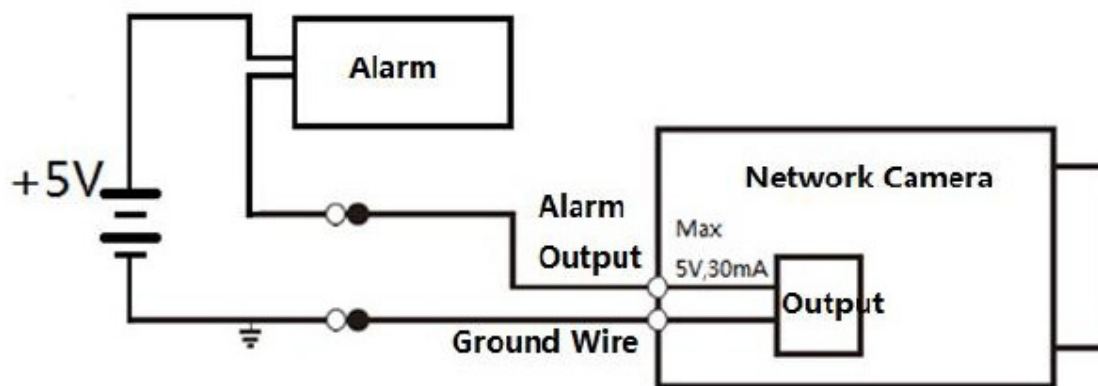 Alarm
+5V
Network Camera
Alarm
Output
Max
5V,30mA
Output
Ground Wire